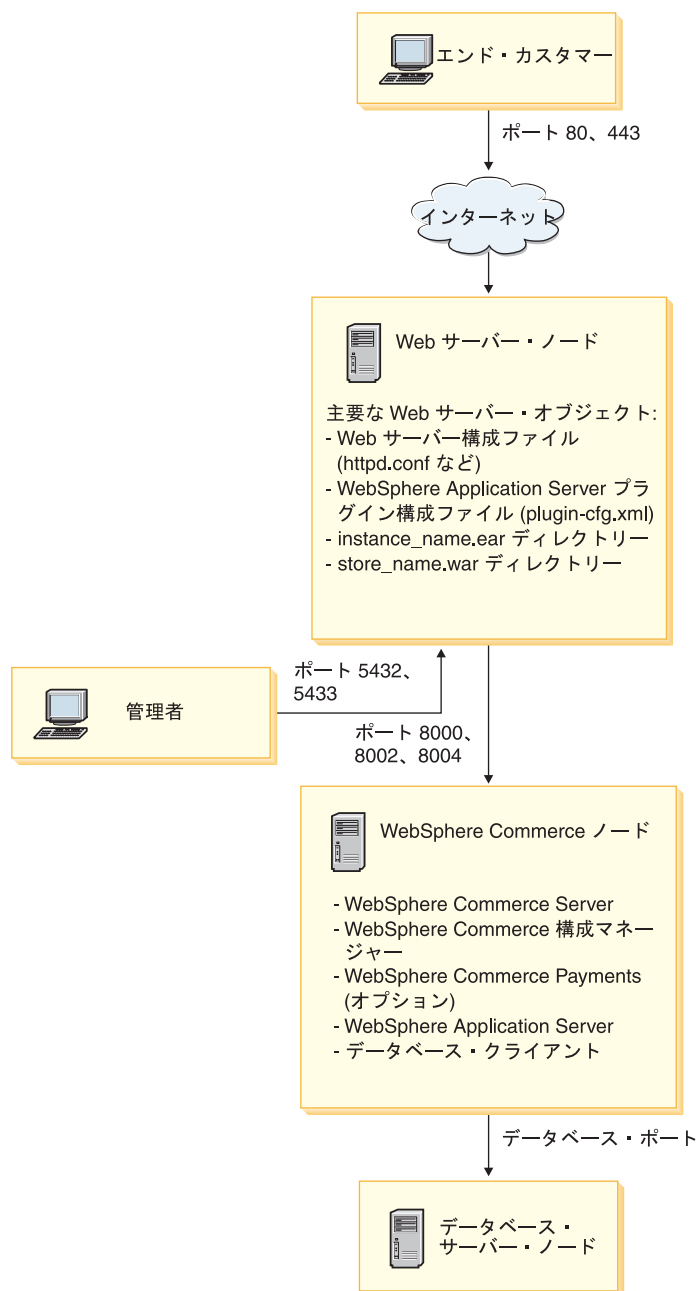 エンド・カスタマー
ポート 80、443
インターネット
Web サーバー・ノード
主要な Web サーバー・オブジェクト:
- Web サーバー構成ファイル
(httpd.conf など)
- WebSphere Application Server プラ
グイン構成ファイル (plugin-cfg.xml)
- instance_name.ear ディレクトリー
- store_name.war ディレクトリー
ポート 5432、
5433
管理者
ポート 8000、
8002、8004
WebSphere Commerce ノード
- WebSphere Commerce Server
- WebSphere Commerce 構成マネー
ジャー
- WebSphere Commerce Payments
(オプション)
- WebSphere Application Server
- データベース・クライアント
データベース・ポート
データベース・
サーバー・ノード